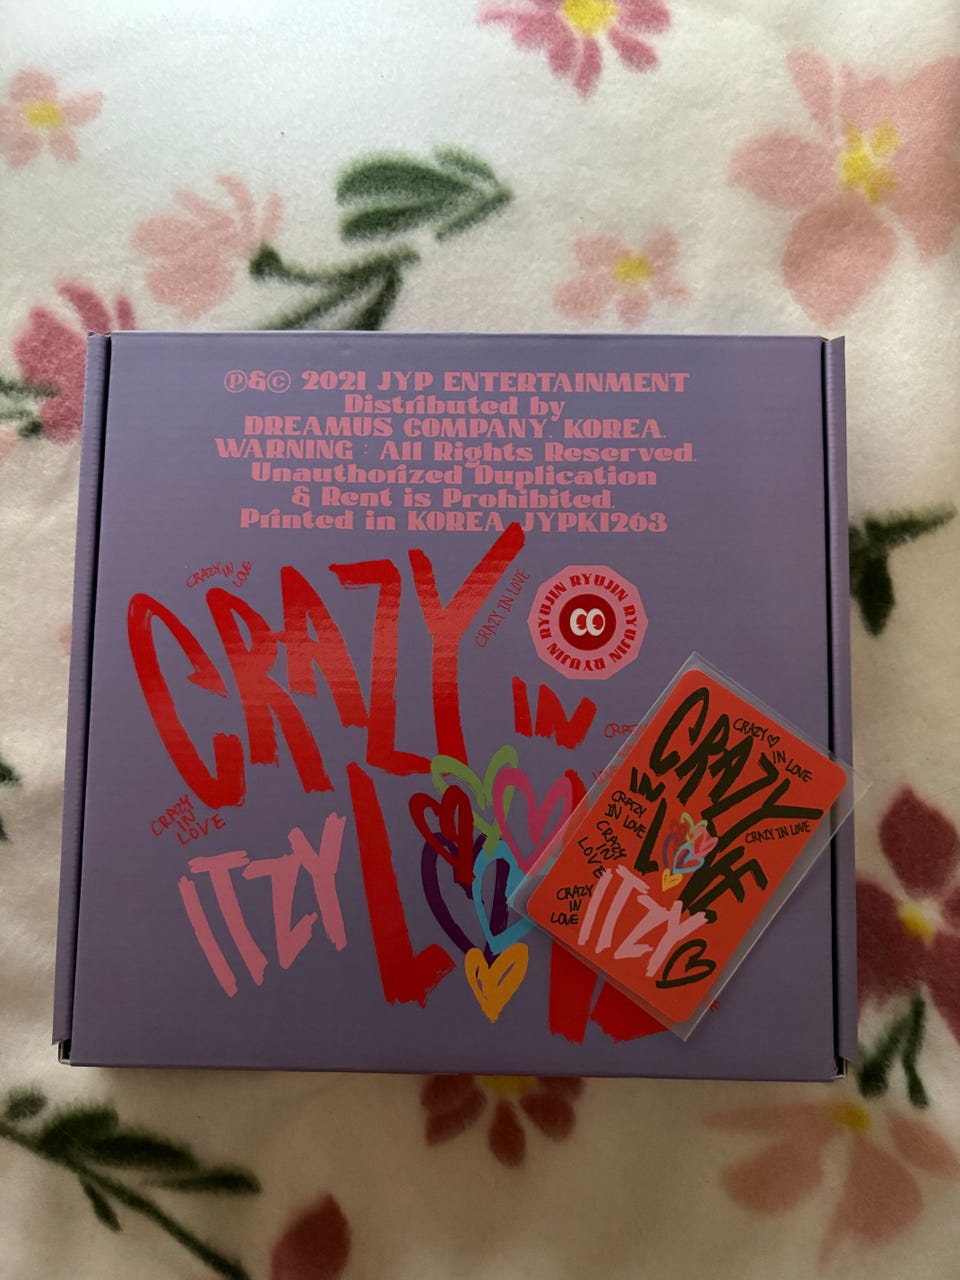 ℗&© 2021 JYP ENTERTAINMENT
Distributed by
DREAMUS COMPANY. KOREA.
WARNING : All Rights Reserved.
Unauthorized Duplication
& Rent is Prohibited.
Printed in KOREA JYPK1263
CRAZY IN
LOVE
CRAZY
CRAZY IN LOVE
RYUJIN RYUJIN RYUJIN RYUJIN
IN
CRAZY
IN
LOVE
ITZY
CRAZY
CRAZY
IN LOVE
IN
CRAZY
IN LOVE
CRAZY IN LOVE
CRAZY
IN
LOVE
LOVE
CRAZY
IN
LOVE
ITZY